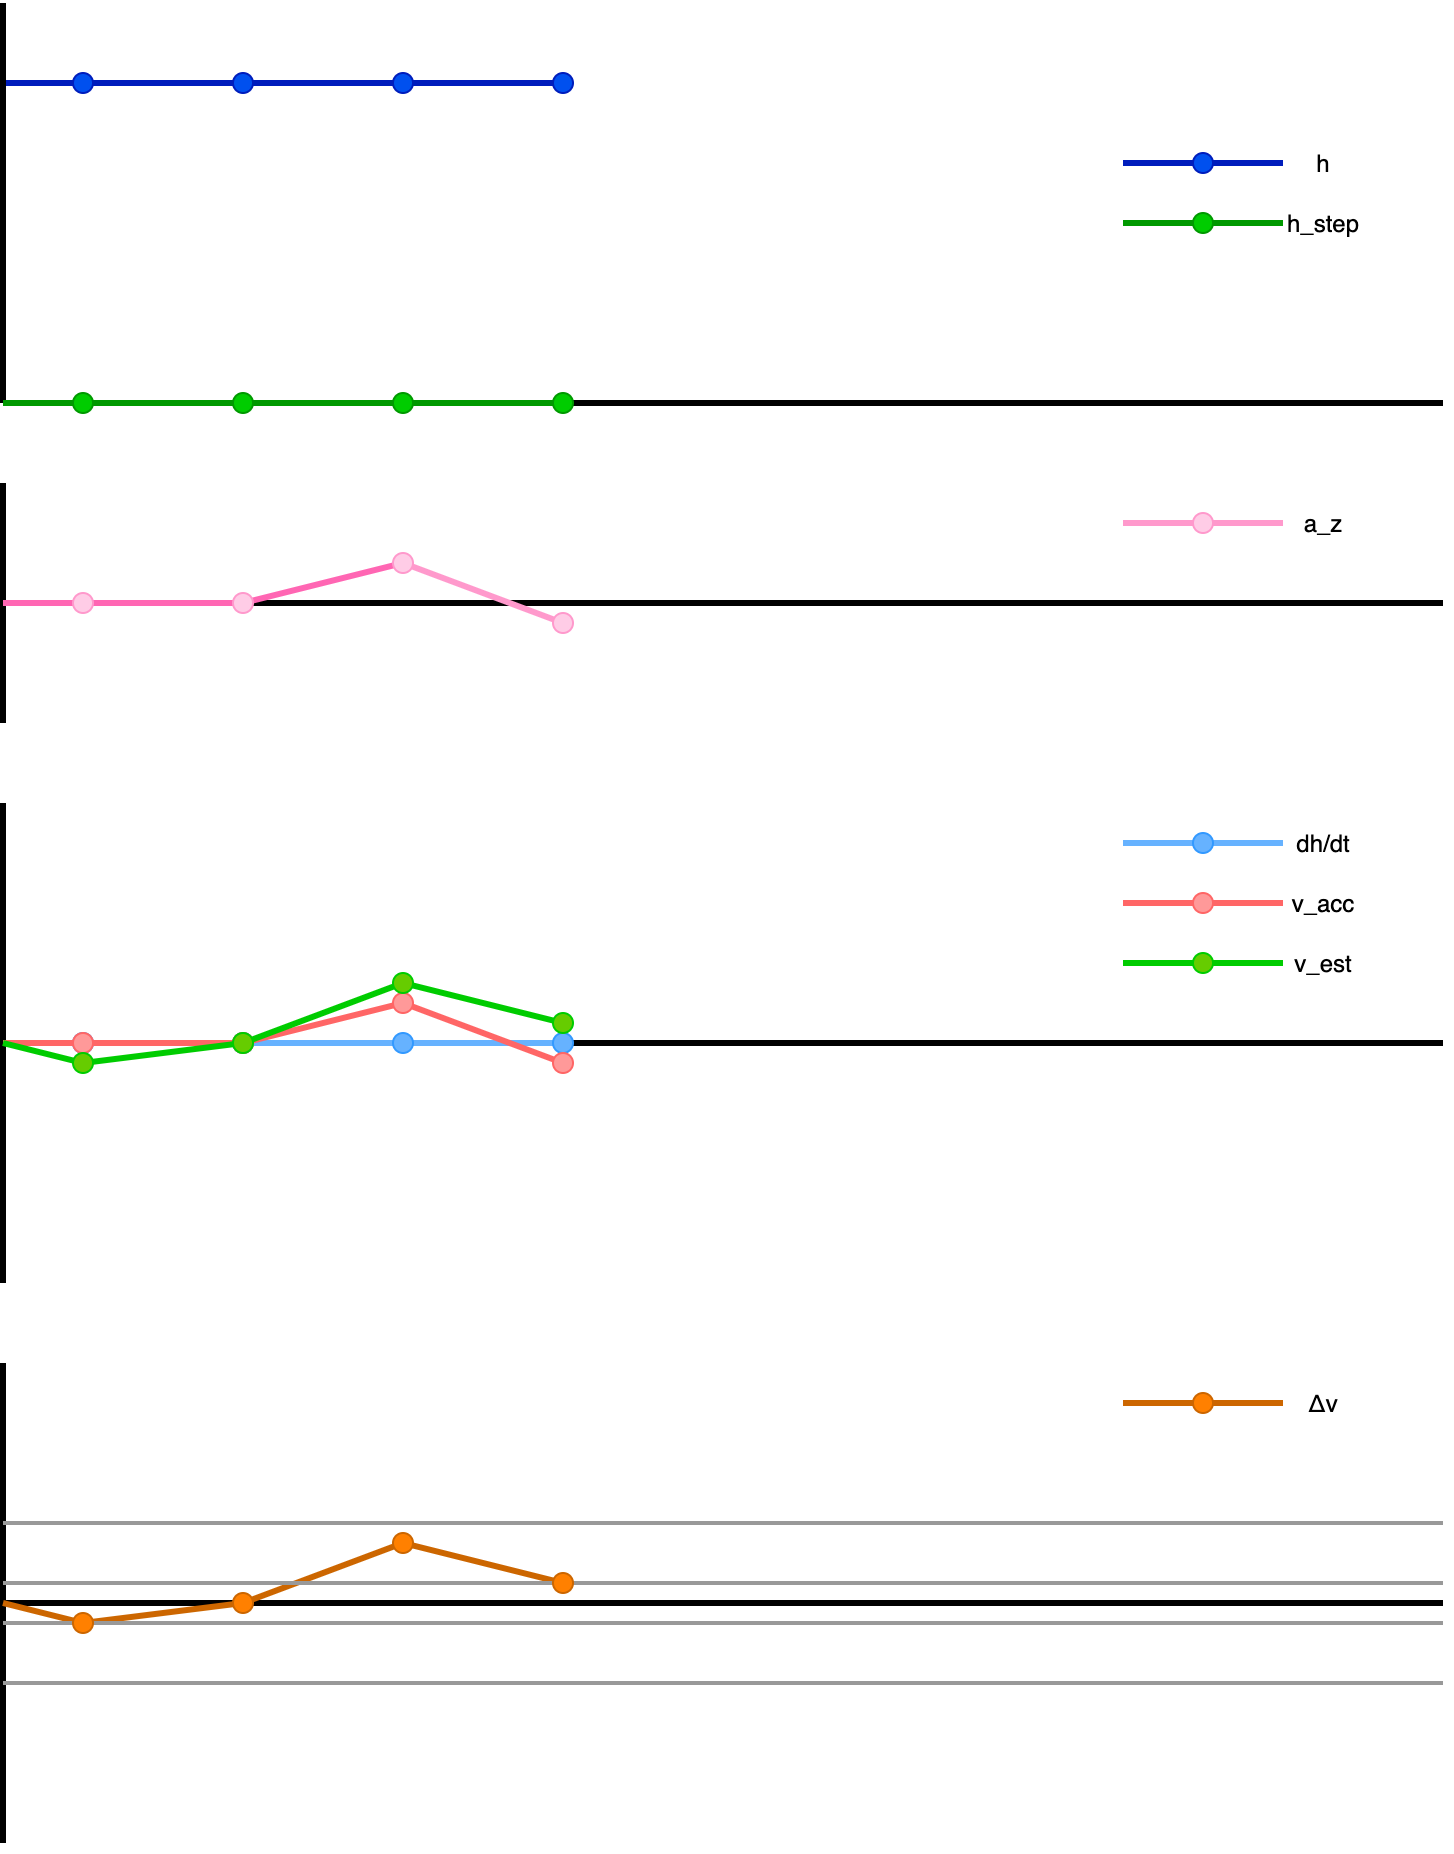 h
h_step
a_z
dh/dt
v_acc
v_est
Δv